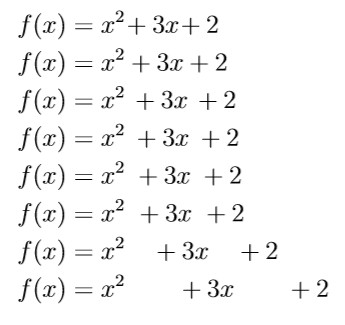 f(x) = x²+ 3x+ 2
f(x) = x² + 3x + 2
f(x) = x² + 3x + 2
f(x) = x² + 3x + 2
f(x) = x² + 3x + 2
f(x) = x² + 3x + 2
f(x) = x² + 3x + 2
f(x) = x² + 3x + 2